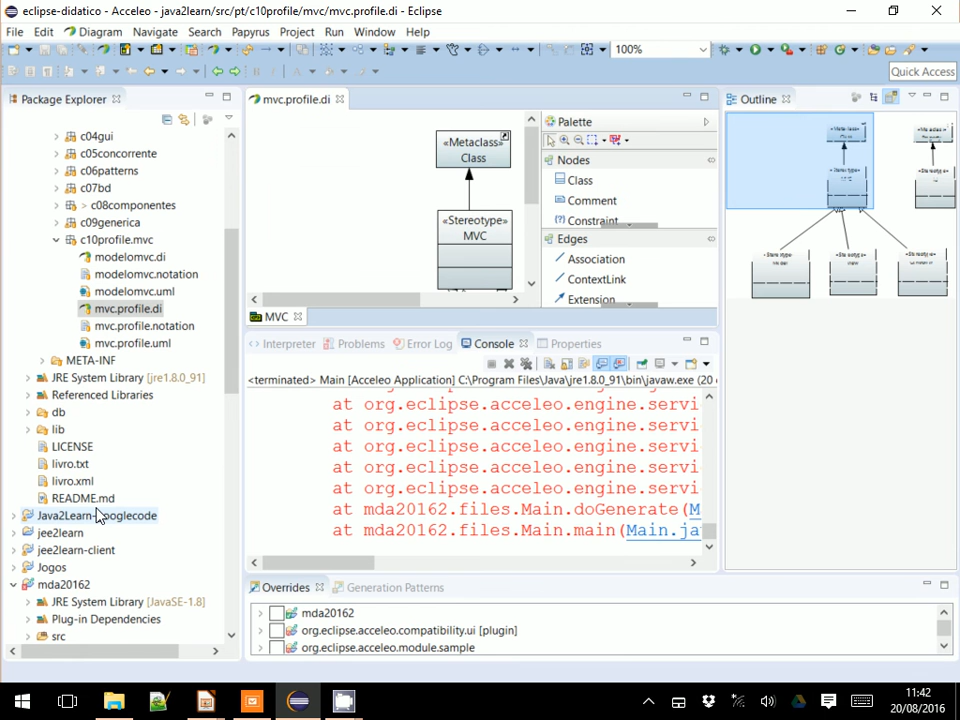 eclipse-didatico - Acceleo - java2learn/src/pt/c10profile/mvc/mvc.profile.di - Eclipse
File Edit Diagram Navigate Search Papyrus Project Run Window Help
100%
Quick Access
Package Explorer
c04gui
c05concorrente
c06patterns
c07bd
> c08componentes
c09generica
c10profile.mvc
modelomvc.di
modelomvc.notation
modelomvc.uml
mvc.profile.di
mvc.profile.notation
mvc.profile.uml
META-INF
JRE System Library [jre1.8.0_91]
Referenced Libraries
db
lib
LICENSE
livro.txt
livro.xml
README.md
jee2learn
jee2learn-client
Jogos
mda20162
JRE System Library [JavaSE-1.8]
Plug-in Dependencies
src
mvc.profile.di
«Metaclass»
Class
«Stereotype»
MVC
Palette
Nodes
Class
Comment
Constraint
Edges
Association
ContextLink
Extension
MVC
Outline
Interpreter Problems Error Log Console Properties
<terminated> Main [Acceleo Application] C:\Program Files\Java\jre1.8.0_91\bin\javaw.exe (20
at org.eclipse.acceleo.engine.servi
at org.eclipse.acceleo.engine.servi
at org.eclipse.acceleo.engine.servi
at org.eclipse.acceleo.engine.servi
at org.eclipse.acceleo.engine.servi
at mda20162.files.Main.doGenerate(M
at mda20162.files.Main.main(Main.ja
Overrides Generation Patterns
mda20162
org.eclipse.acceleo.compatibility.ui [plugin]
org.eclipse.acceleo.module.sample
11:42
20/08/2016